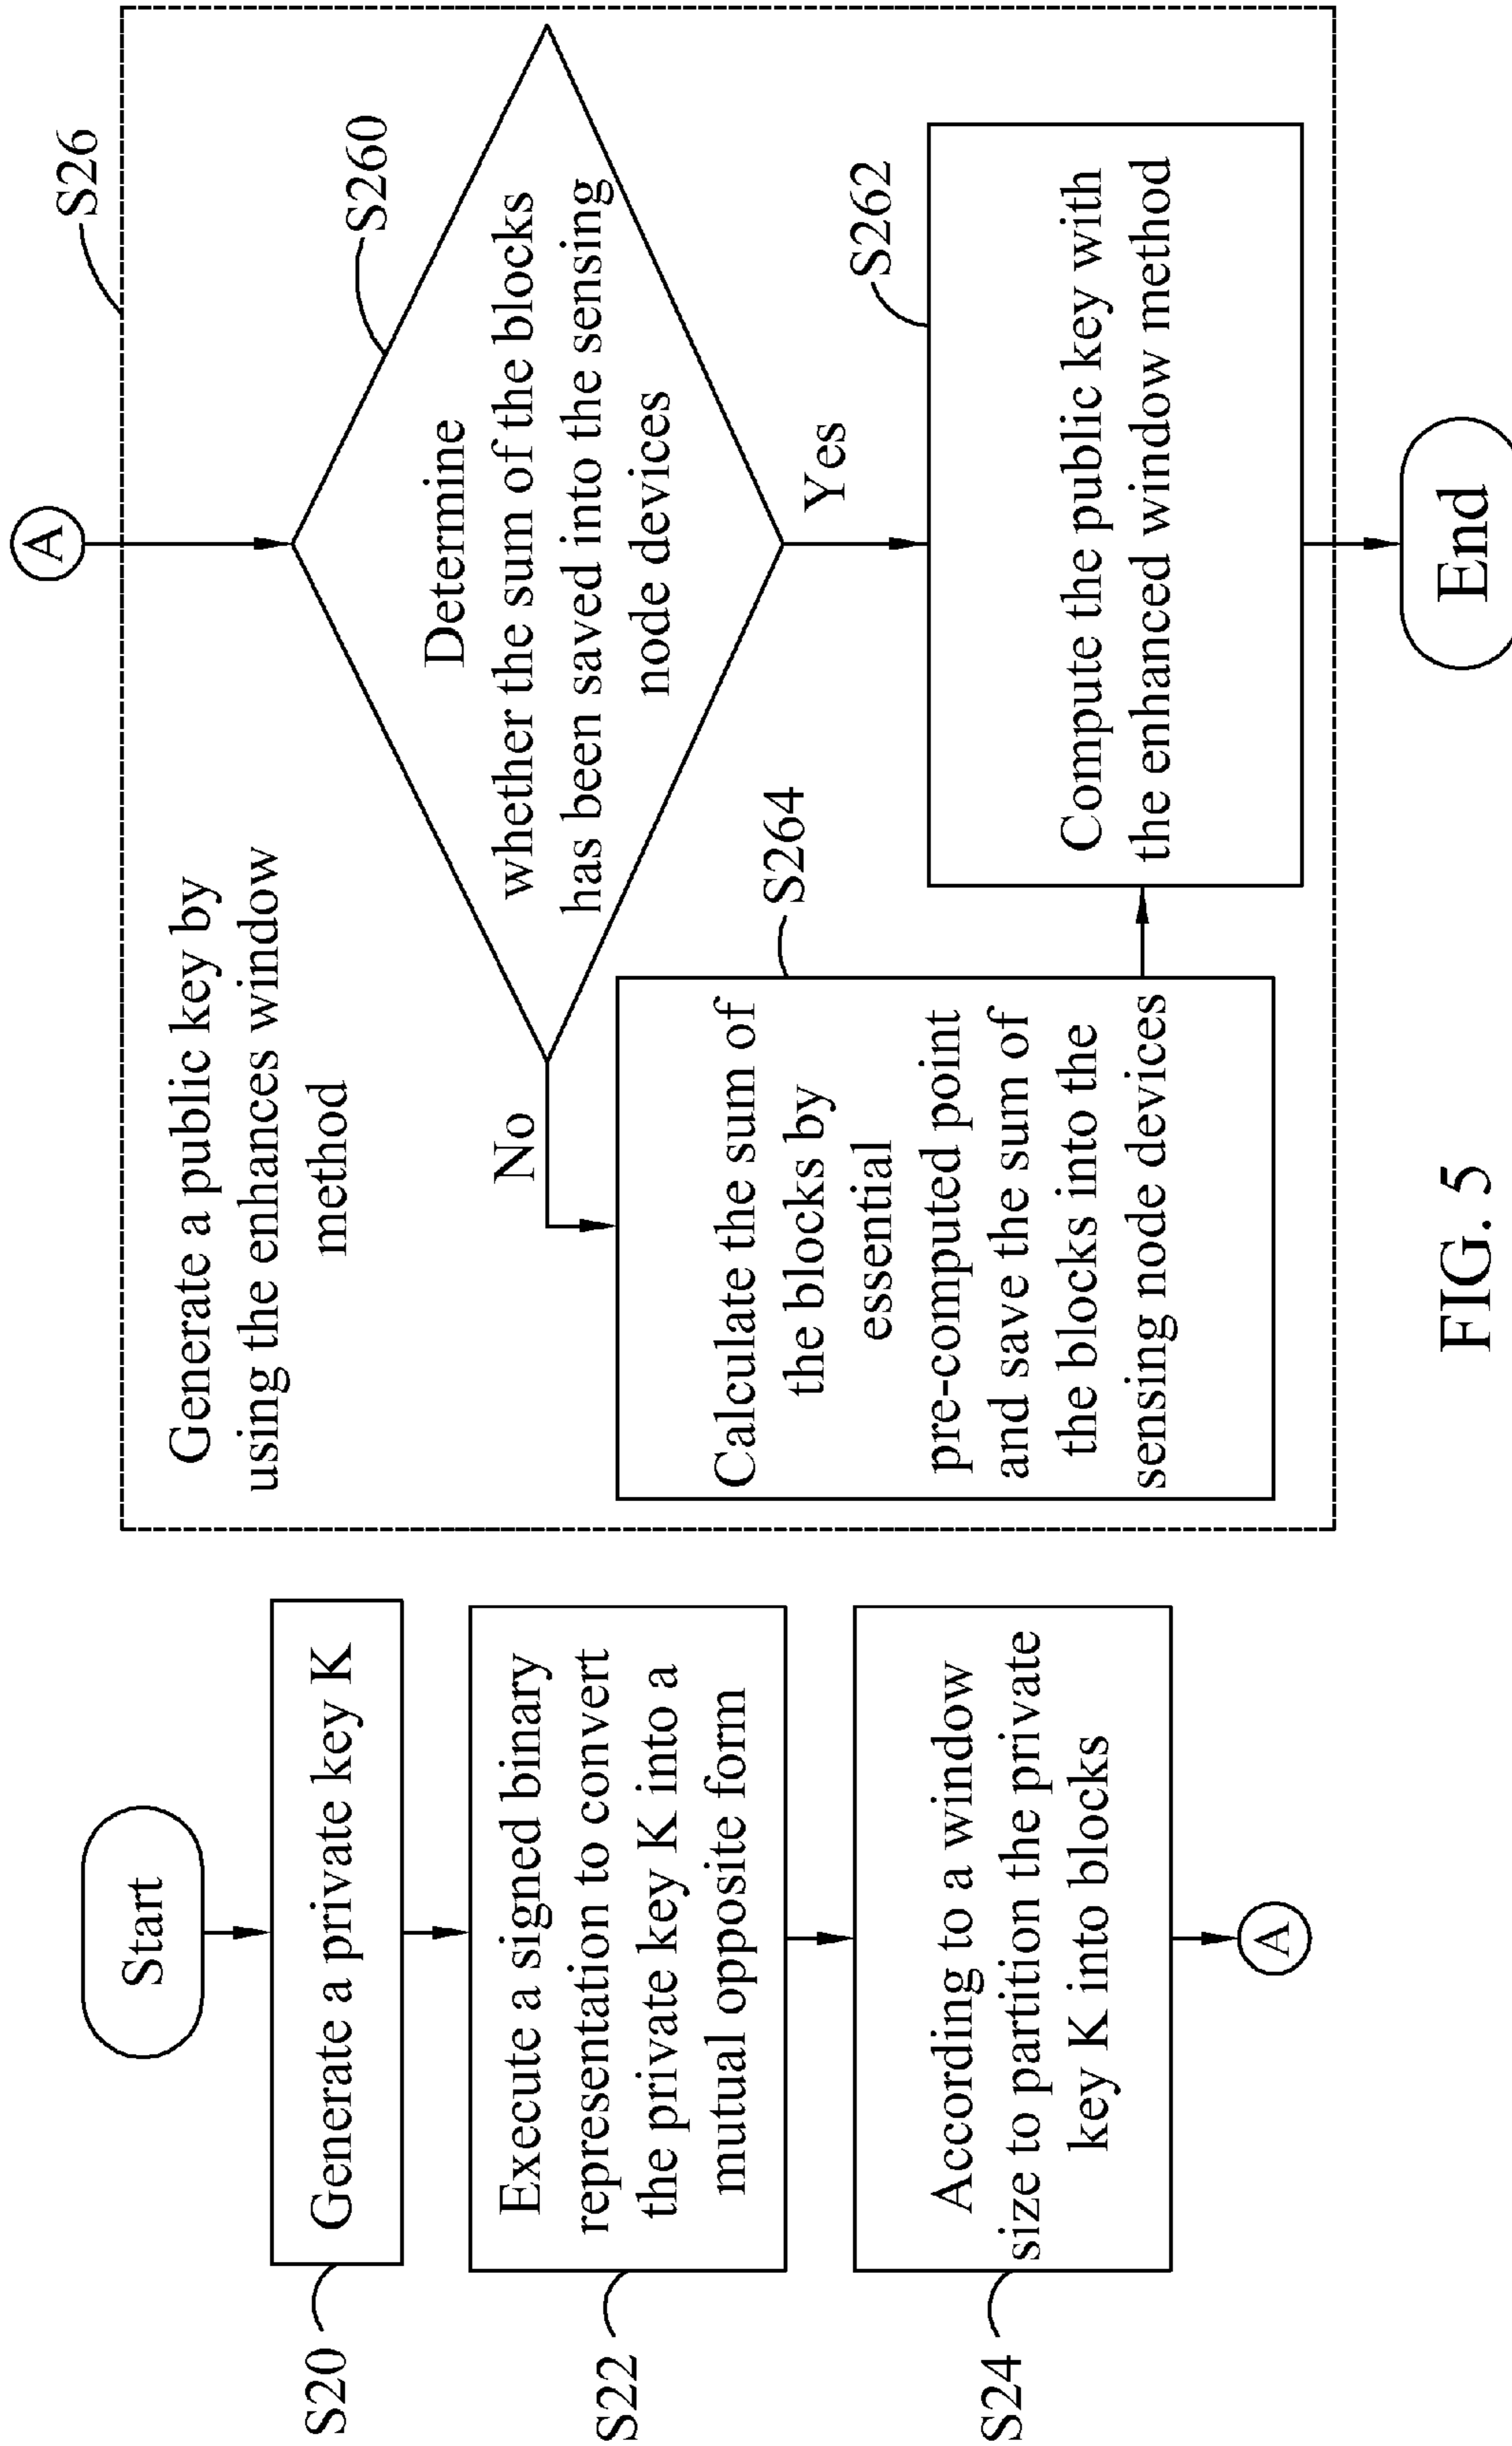 Start
S20
Generate a private key K
S22
Execute a signed binary
representation to convert
the private key K into a
mutual opposite form
S24
According to a window
size to partition the private
key K into blocks
A
A
S26
Generate a public key by
using the enhances window
method
S260
Determine
whether the sum of the blocks
has been saved into the sensing
node devices
No
Yes
S264
Calculate the sum of
the blocks by
essential
pre-computed point
and save the sum of
the blocks into the
sensing node devices
S262
Compute the public key with
the enhanced window method
End
FIG. 5